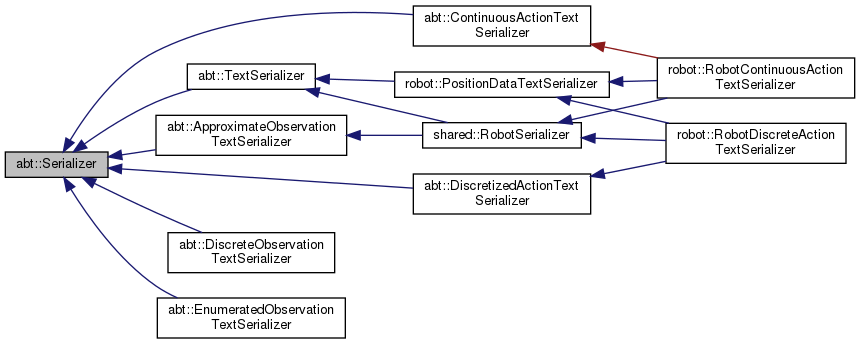 abt::ContinuousActionText
Serializer
abt::TextSerializer
robot::PositionDataTextSerializer
robot::RobotContinuousAction
TextSerializer
abt::ApproximateObservation
TextSerializer
shared::RobotSerializer
robot::RobotDiscreteAction
TextSerializer
abt::Serializer
abt::DiscretizedActionText
Serializer
abt::DiscreteObservation
TextSerializer
abt::EnumeratedObservation
TextSerializer